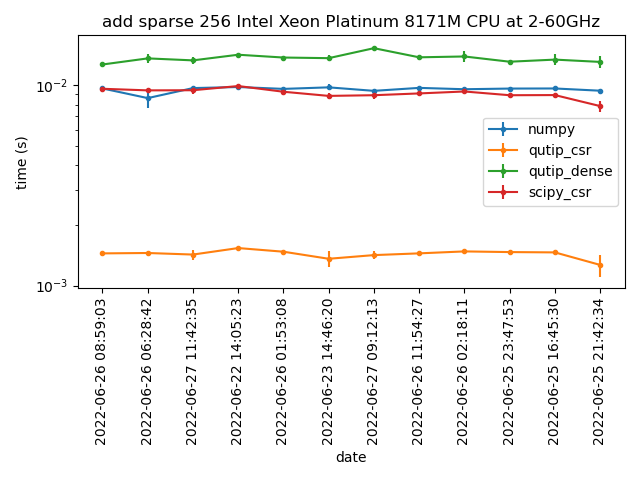 add sparse 256 Intel Xeon Platinum 8171M CPU at 2-60GHz
time (s)
10⁻²
10⁻³
numpy
qutip_csr
qutip_dense
scipy_csr
2022-06-26 08:59:03
2022-06-26 06:28:42
2022-06-27 11:42:35
2022-06-22 14:05:23
2022-06-26 01:53:08
2022-06-23 14:46:20
2022-06-27 09:12:13
2022-06-26 11:54:27
2022-06-26 02:18:11
2022-06-25 23:47:53
2022-06-25 16:45:30
2022-06-25 21:42:34
date